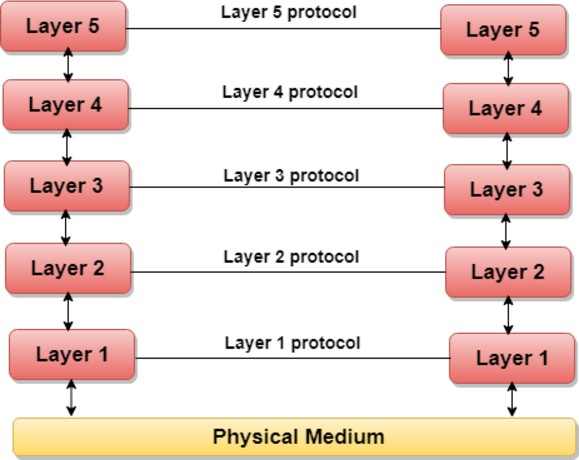 Layer 5 protocol
Layer 5
Layer 5
Layer 4 protocol
Layer 4
Layer 4
Layer 3 protocol
Layer 3
Layer 3
Layer 2 protocol
Layer 2
Layer 2
Layer 1 protocol
Layer 1
Layer 1
Physical Medium